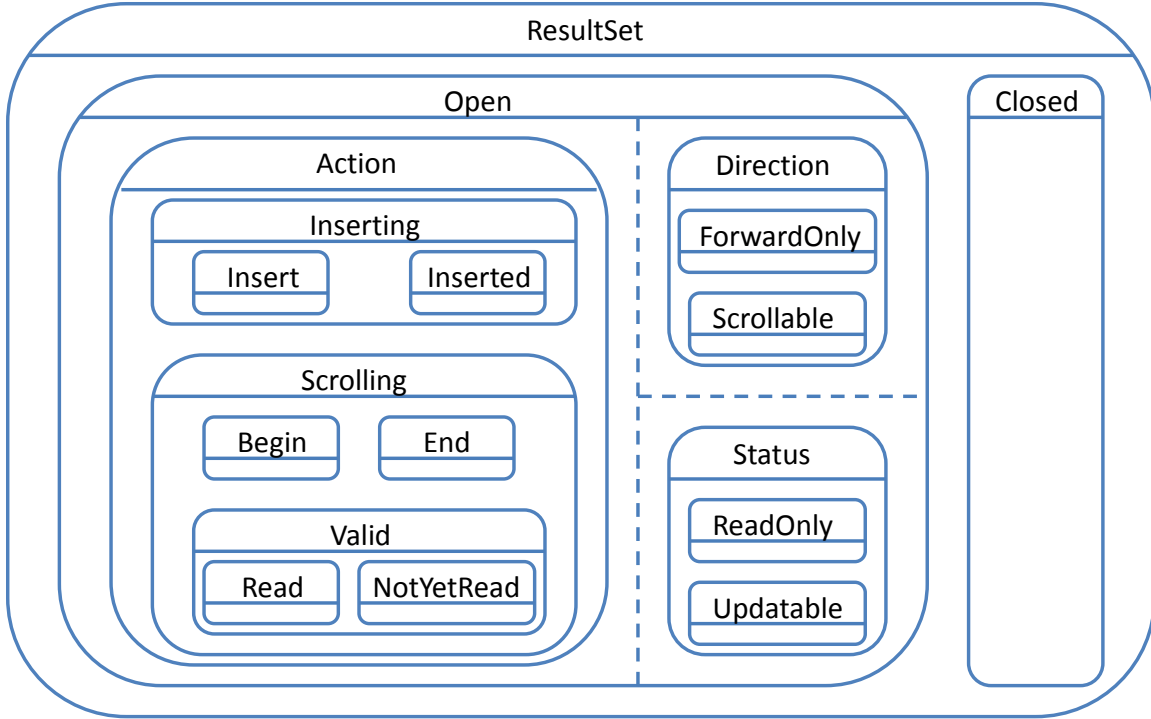 ResultSet
Open
Closed
Action
Direction
Inserting
ForwardOnly
Insert
Inserted
Scrollable
Scrolling
Begin
End
Status
ReadOnly
Valid
Read
NotYetRead
Updatable